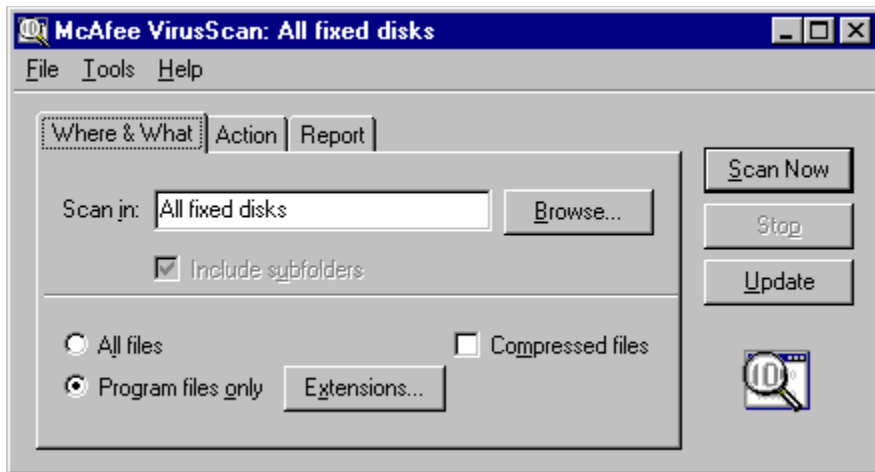 McAfee VirusScan: All fixed disks
File Tools Help
Where & What Action Report
Scan Now
Scan in: All fixed disks Browse...
Stop
Include subfolders
Update
All files Compressed files
Program files only Extensions...